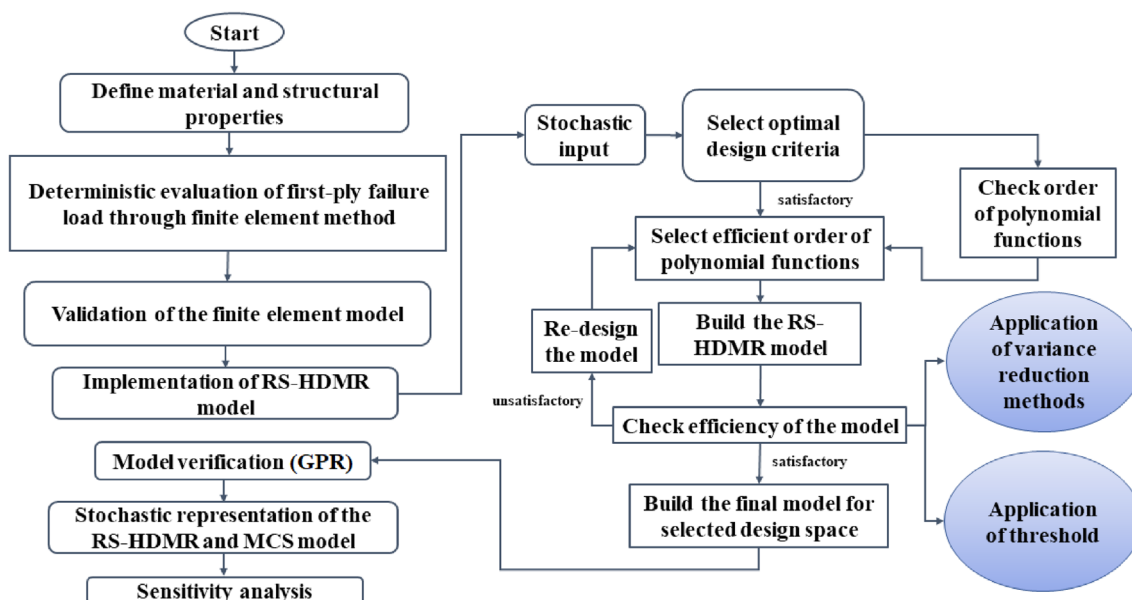 Start
Define material and structural
properties
Deterministic evaluation of first-ply failure
load through finite element method
Validation of the finite element model
Implementation of RS-HDMR
model
Stochastic
input
Select optimal
design criteria
Check order
of polynomial
functions
satisfactory
Select efficient order of
polynomial functions
Build the RS-
HDMR model
Re-design
the model
unsatisfactory
Check efficiency of the model
Application
of variance
reduction
methods
Application
of threshold
satisfactory
Build the final model for
selected design space
Model verification (GPR)
Stochastic representation of the
RS-HDMR and MCS model
Sensitivity analysis